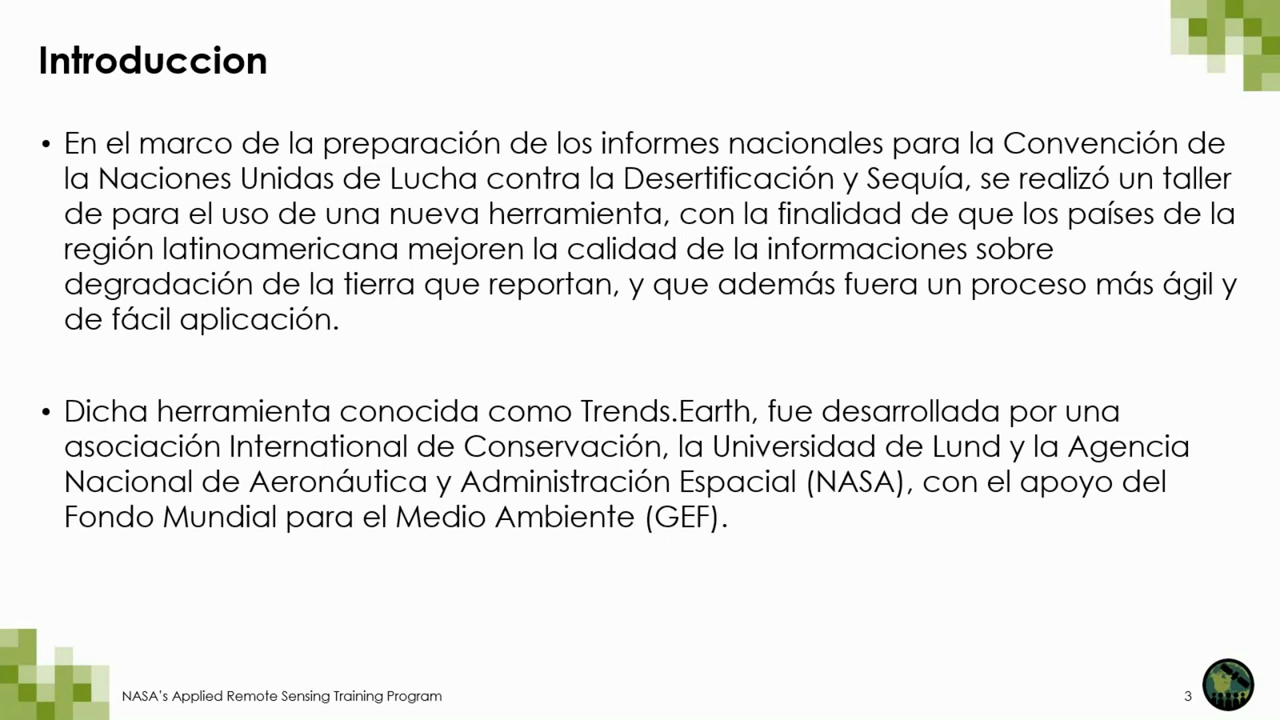 Introduccion
• En el marco de la preparación de los informes nacionales para la Convención de
la Naciones Unidas de Lucha contra la Desertificación y Sequía, se realizó un taller
de para el uso de una nueva herramienta, con la finalidad de que los países de la
región latinoamericana mejoren la calidad de la informaciones sobre
degradación de la tierra que reportan, y que además fuera un proceso más ágil y
de fácil aplicación.
• Dicha herramienta conocida como Trends.Earth, fue desarrollada por una
asociación International de Conservación, la Universidad de Lund y la Agencia
Nacional de Aeronáutica y Administración Espacial (NASA), con el apoyo del
Fondo Mundial para el Medio Ambiente (GEF).
NASA's Applied Remote Sensing Training Program
3